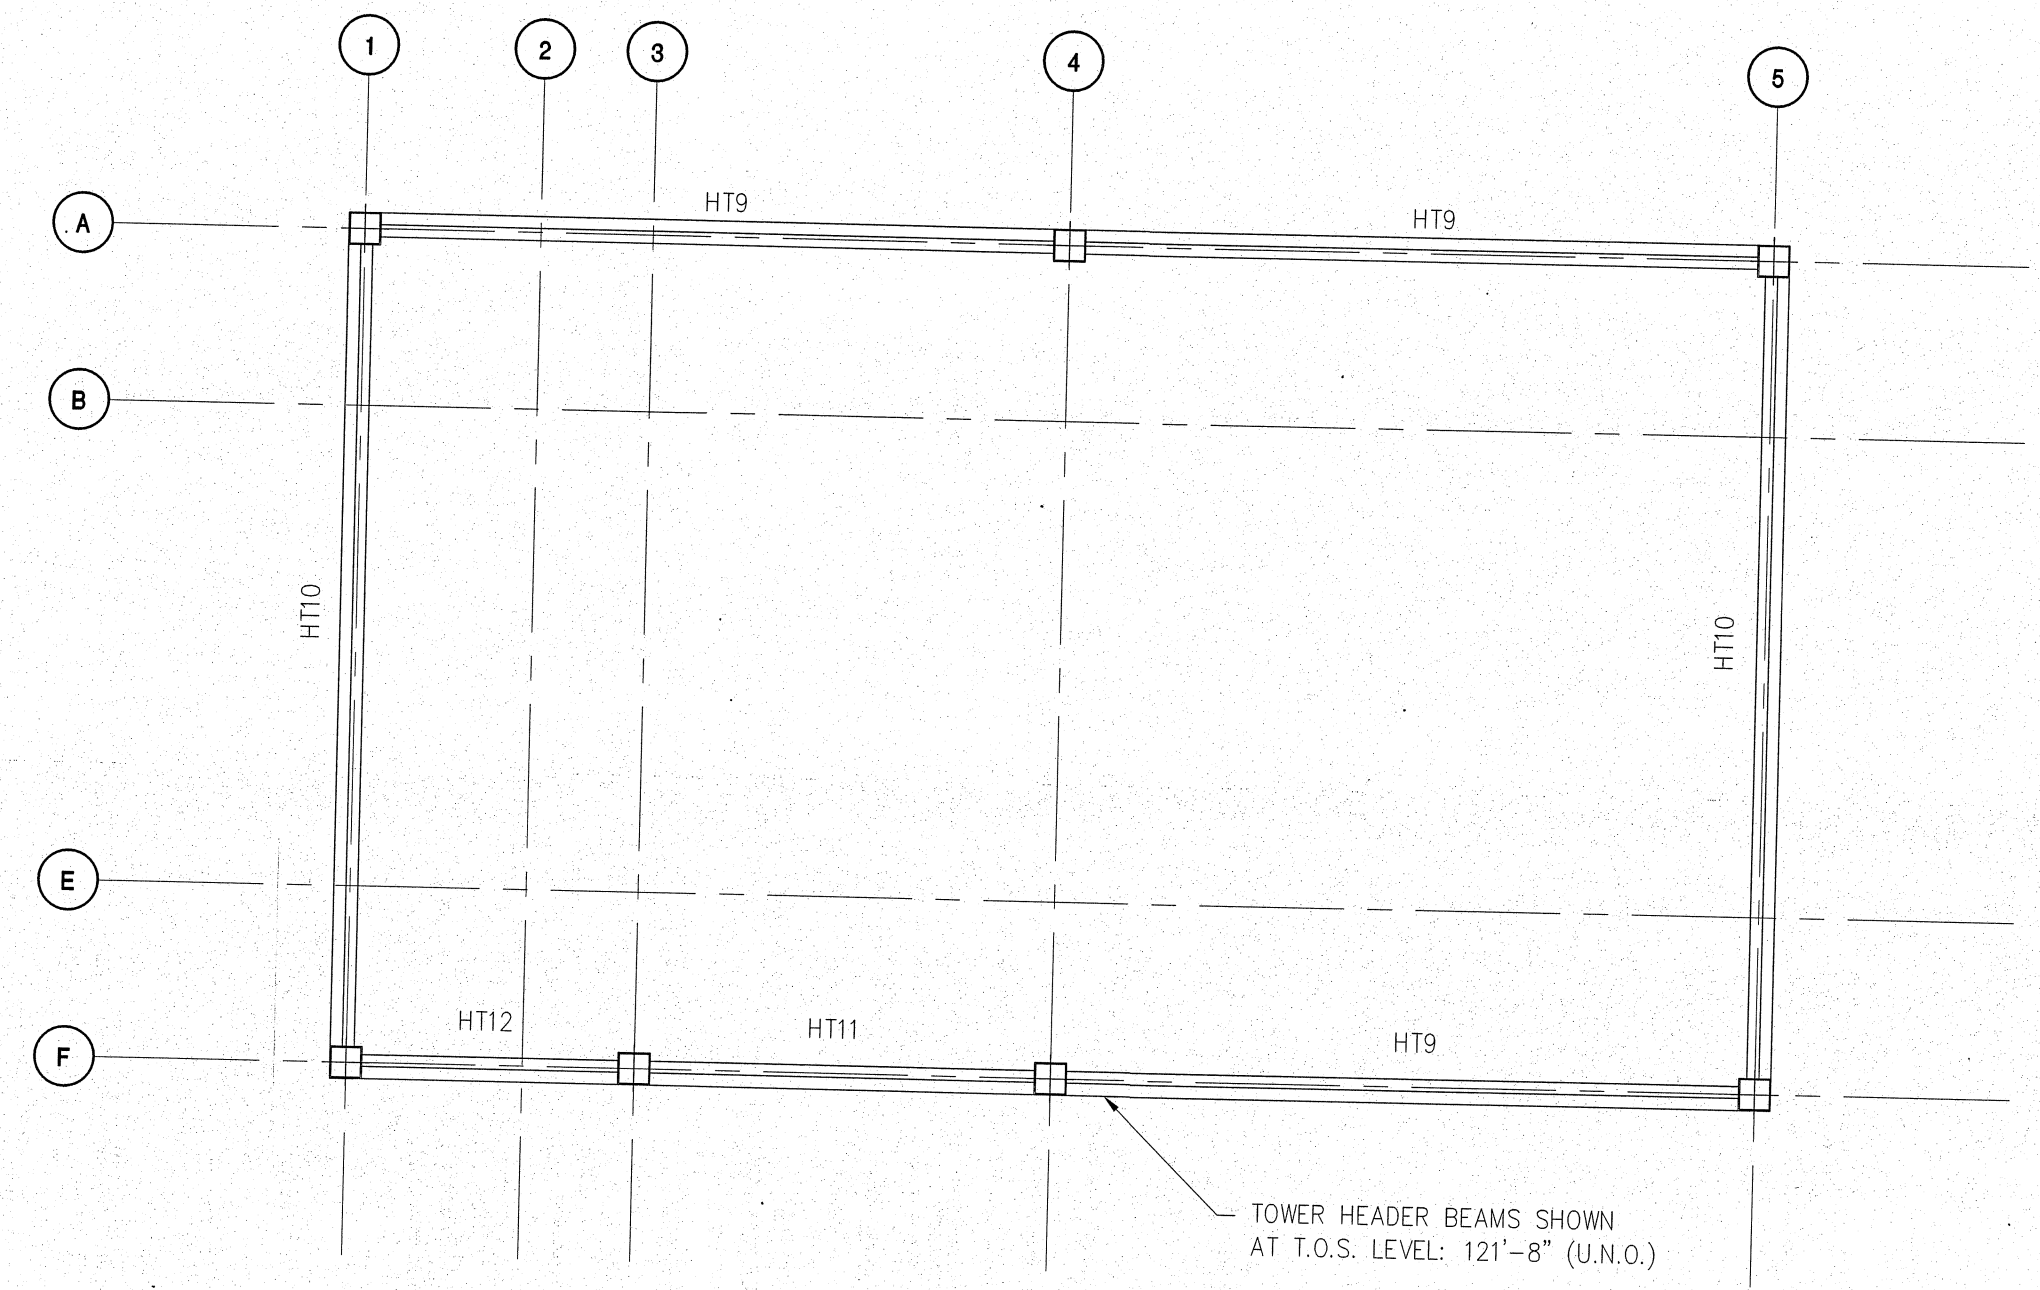 1
2
3
4
5
A
HT9
HT9
B
HT10
HT10
E
HT12
HT11
HT9
F
TOWER HEADER BEAMS SHOWN
AT T.O.S. LEVEL: 121'-8" (U.N.O.)